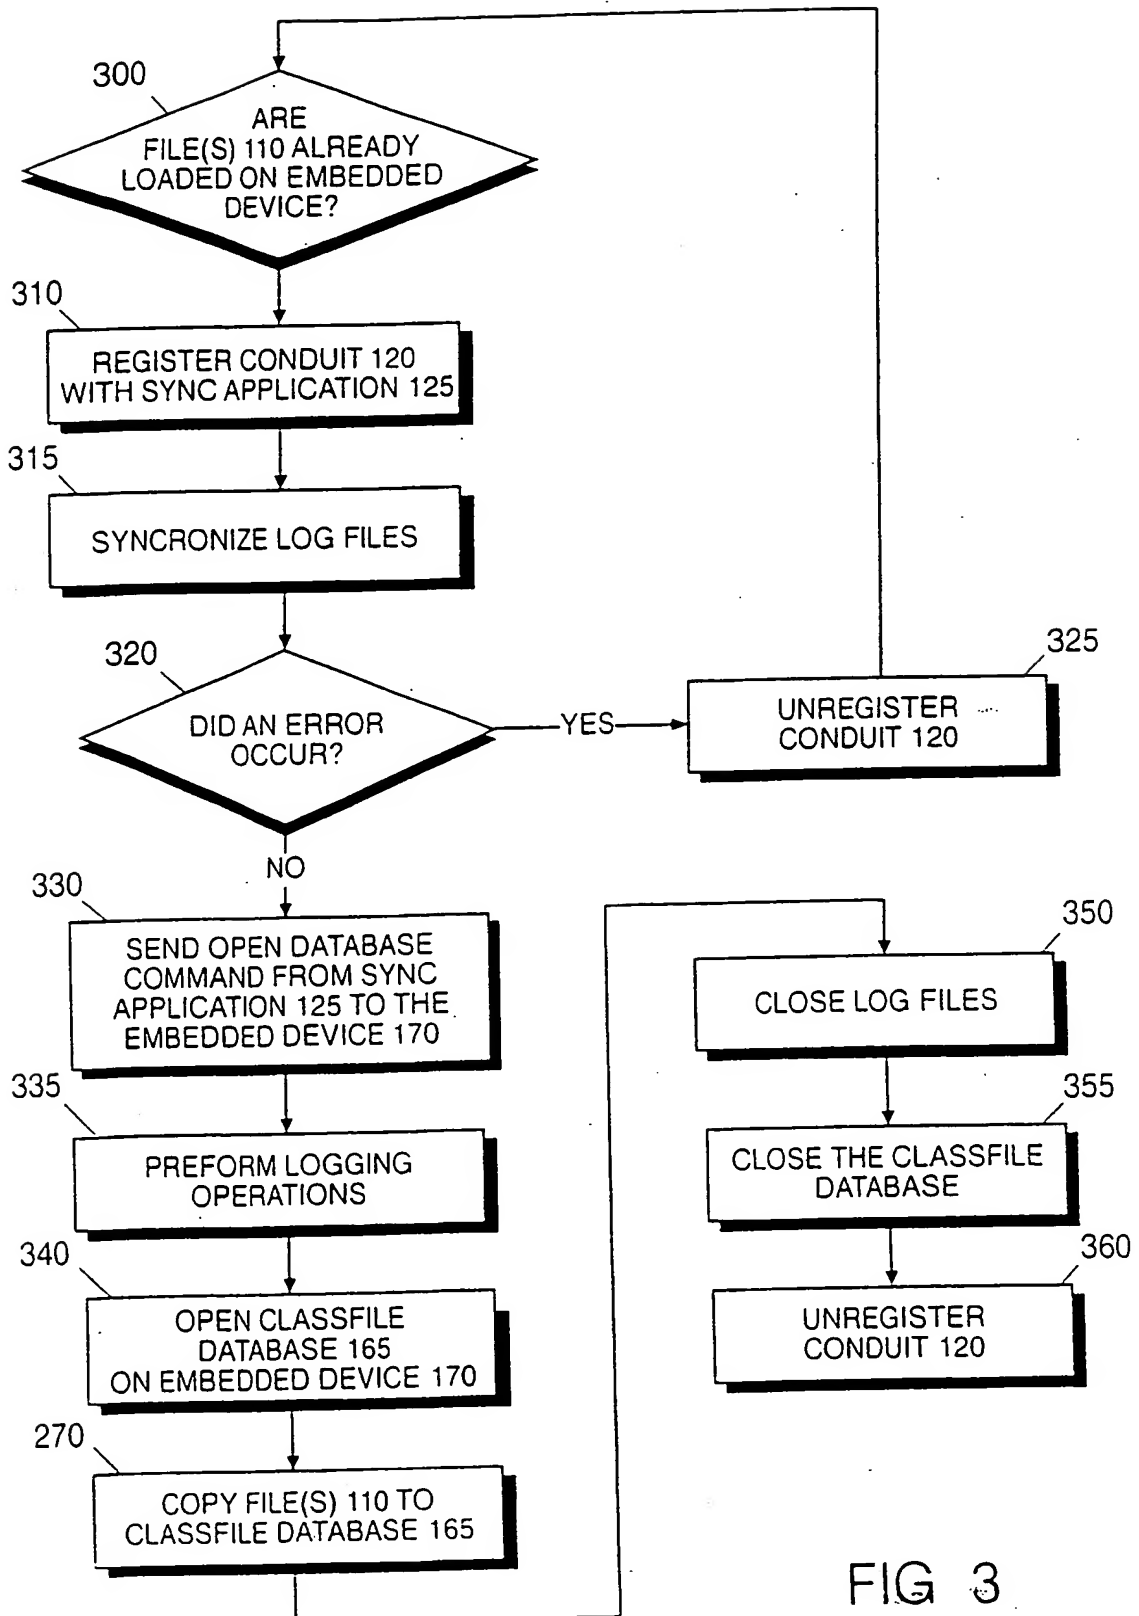 300
ARE
FILE(S) 110 ALREADY
LOADED ON EMBEDDED
DEVICE?
310
REGISTER CONDUIT 120
WITH SYNC APPLICATION 125
315
SYNCRONIZE LOG FILES
320
DID AN ERROR
OCCUR?
YES
325
UNREGISTER
CONDUIT 120
NO
330
SEND OPEN DATABASE
COMMAND FROM SYNC
APPLICATION 125 TO THE
EMBEDDED DEVICE 170
335
PREFORM LOGGING
OPERATIONS
340
OPEN CLASSFILE
DATABASE 165
ON EMBEDDED DEVICE 170
270
COPY FILE(S) 110 TO
CLASSFILE DATABASE 165
350
CLOSE LOG FILES
355
CLOSE THE CLASSFILE
DATABASE
360
UNREGISTER
CONDUIT 120
FIG 3